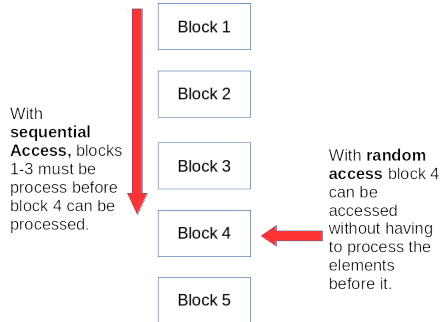 Block 1
Block 2
With
sequential
Access, blocks
1-3 must be
process before
block 4 can be
processed.
Block 3
With random
access block 4
can be
accessed
without having
to process the
elements
before it.
Block 4
Block 5